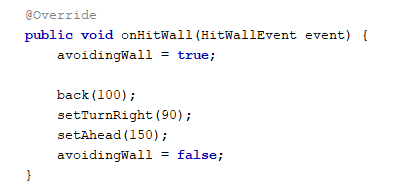 @Override
public void onHitWall(HitWallEvent event) {
    avoidingWall = true;

    back(100);
    setTurnRight(90);
    setAhead(150);
    avoidingWall = false;
}